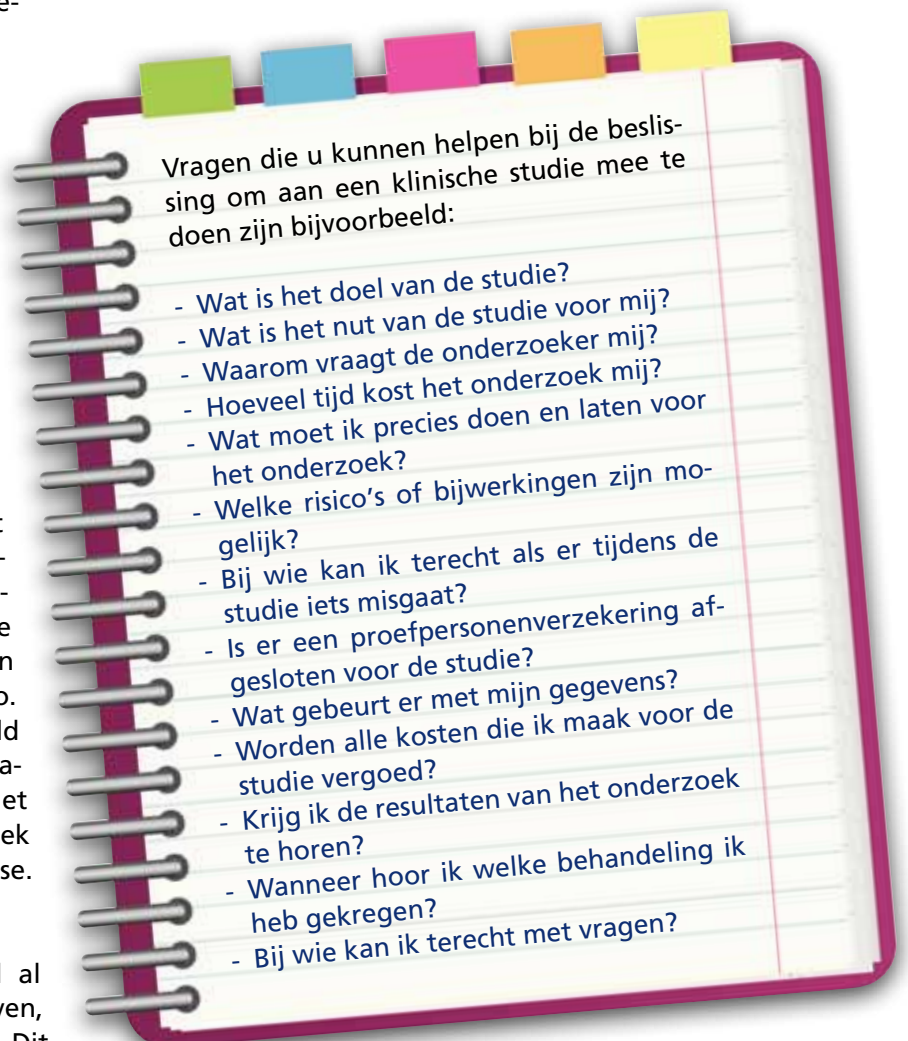 Vragen die u kunnen helpen bij de beslis-
sing om aan een klinische studie mee te
doen zijn bijvoorbeeld:
- Wat is het doel van de studie?
- Wat is het nut van de studie voor mij?
- Waarom vraagt de onderzoeker mij?
- Hoeveel tijd kost het onderzoek mij?
- Wat moet ik precies doen en laten voor
het onderzoek?
- Welke risico's of bijwerkingen zijn mo-
gelijk?
- Bij wie kan ik terecht als er tijdens de
studie iets misgaat?
- Is er een proefpersonenverzekering af-
gesloten voor de studie?
- Wat gebeurt er met mijn gegevens?
- Worden alle kosten die ik maak voor de
studie vergoed?
- Krijg ik de resultaten van het onderzoek
te horen?
- Wanneer hoor ik welke behandeling ik
heb gekregen?
- Bij wie kan ik terecht met vragen?